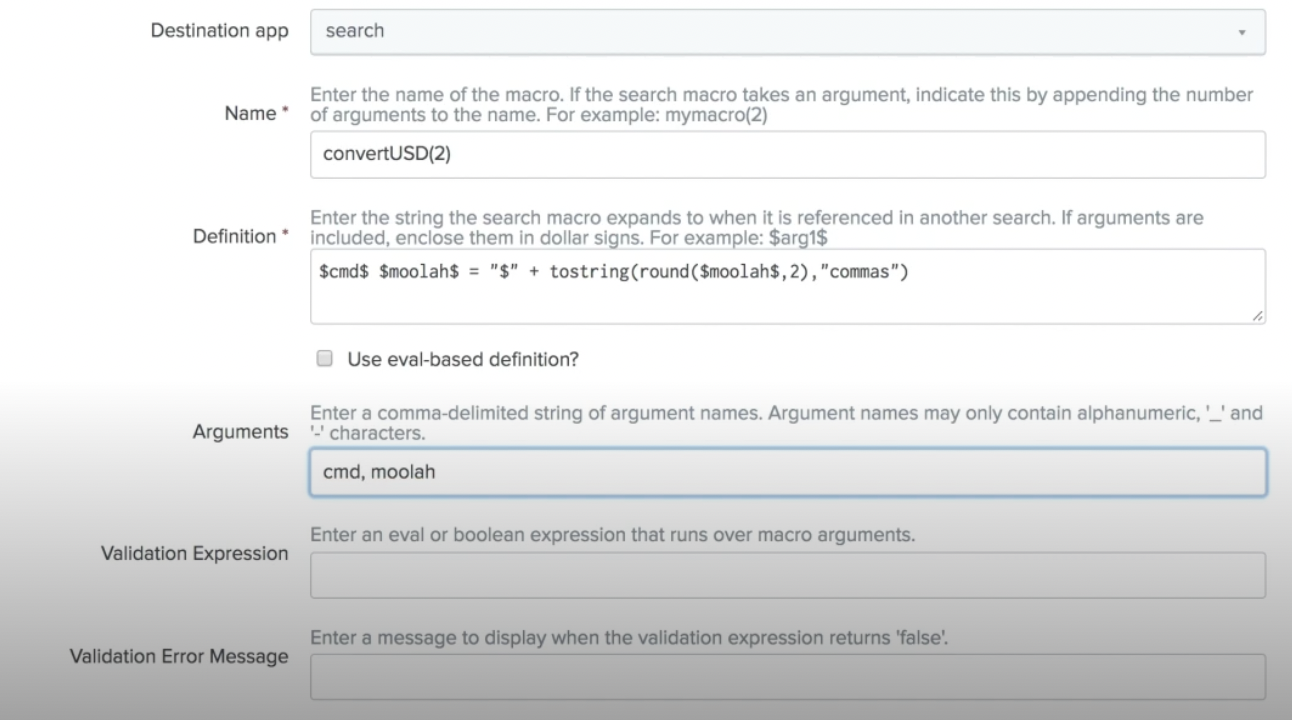 Destination app
search
Enter the name of the macro. If the search macro takes an argument, indicate this by appending the number
Name *
of arguments to the name. For example: mymacro(2)
convertUSD(2)
Enter the string the search macro expands to when it is referenced in another search. If arguments are
Definition *
included, enclose them in dollar signs. For example: $arg1$
$cmd$ $moolah$ = "$" + tostring(round($moolah$,2),"commas")
Use eval-based definition?
Enter a comma-delimited string of argument names. Argument names may only contain alphanumeric, '_' and
Arguments
'-' characters.
cmd, moolah
Enter an eval or boolean expression that runs over macro arguments.
Validation Expression
Enter a message to display when the validation expression returns 'false'.
Validation Error Message